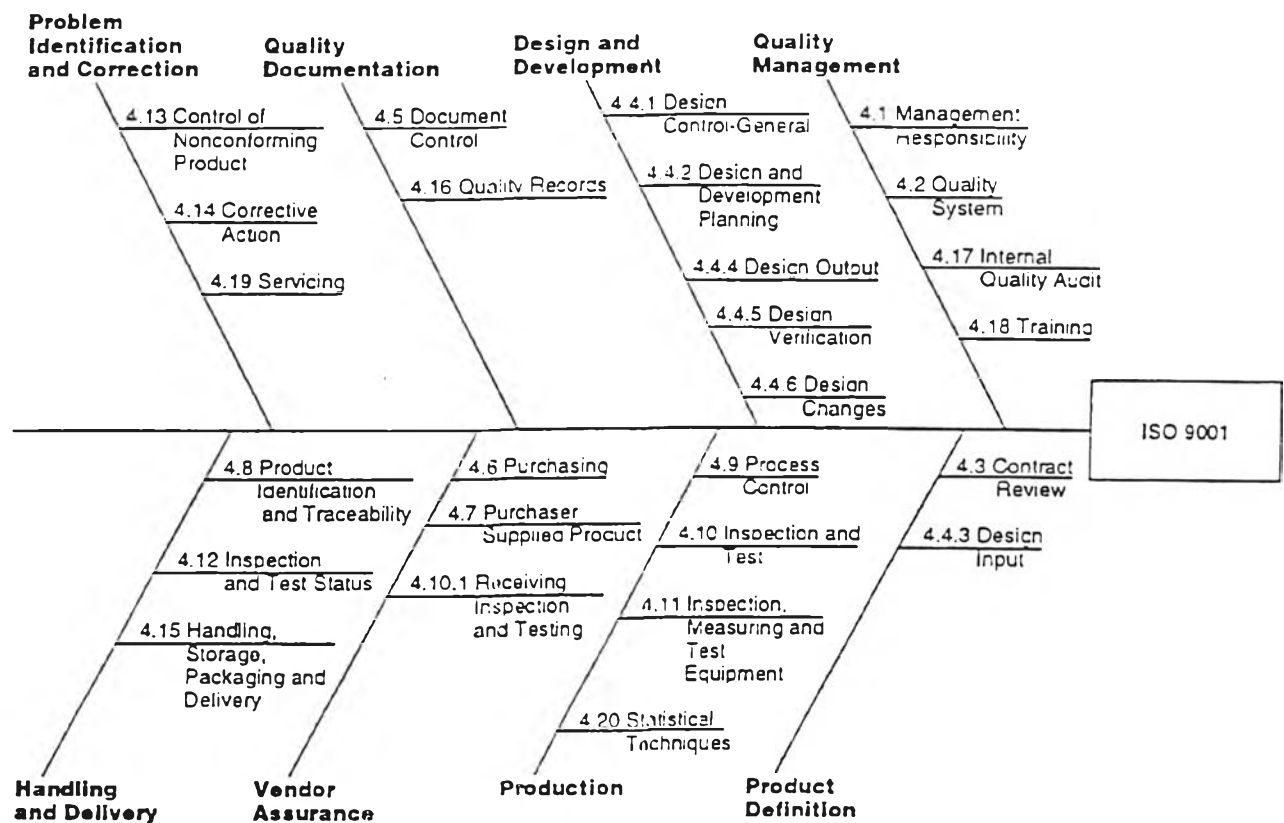 Problem
Identification
and Correction
4.13 Control of
Nonconforming
Product
4.14 Corrective
Action
4.19 Servicing
Quality
Documentation
4.5 Document
Control
4.16 Quality Records
Design and
Development
4.4.1 Design
Control-General
4.4.2 Design and
Development
Planning
4.4.4 Design Output
4.4.5 Design
Verification
4.4.6 Design
Changes
Quality
Management
4.1 Management
Responsibility
4.2 Quality
System
4.17 Internal
Quality Audit
4.18 Training
ISO 9001
4.8 Product
Identification
and Traceability
4.12 Inspection
and Test Status
4.15 Handling,
Storage,
Packaging and
Delivery
Handling
and Delivery
4.6 Purchasing
4.7 Purchaser
Supplied Product
4.10.1 Receiving
Inspection
and Testing
Vendor
Assurance
4.9 Process
Control
4.10 Inspection and
Test
4.11 Inspection,
Measuring and
Test
Equipment
4.20 Statistical
Techniques
Production
4.3 Contract
Review
4.4.3 Design
Input
Product
Definition